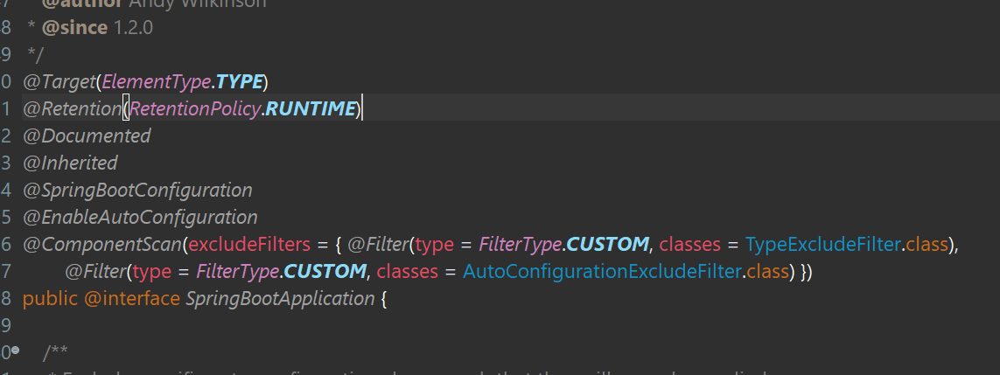 7 * @author Andy Wilkinson
8 * @since 1.2.0
9 */
0 @Target(ElementType.TYPE)
1 @Retention(RetentionPolicy.RUNTIME)
2 @Documented
3 @Inherited
4 @SpringBootConfiguration
5 @EnableAutoConfiguration
6 @ComponentScan(excludeFilters = { @Filter(type = FilterType.CUSTOM, classes = TypeExcludeFilter.class),
7 @Filter(type = FilterType.CUSTOM, classes = AutoConfigurationExcludeFilter.class) })
8 public @interface SpringBootApplication {
9
0 /**